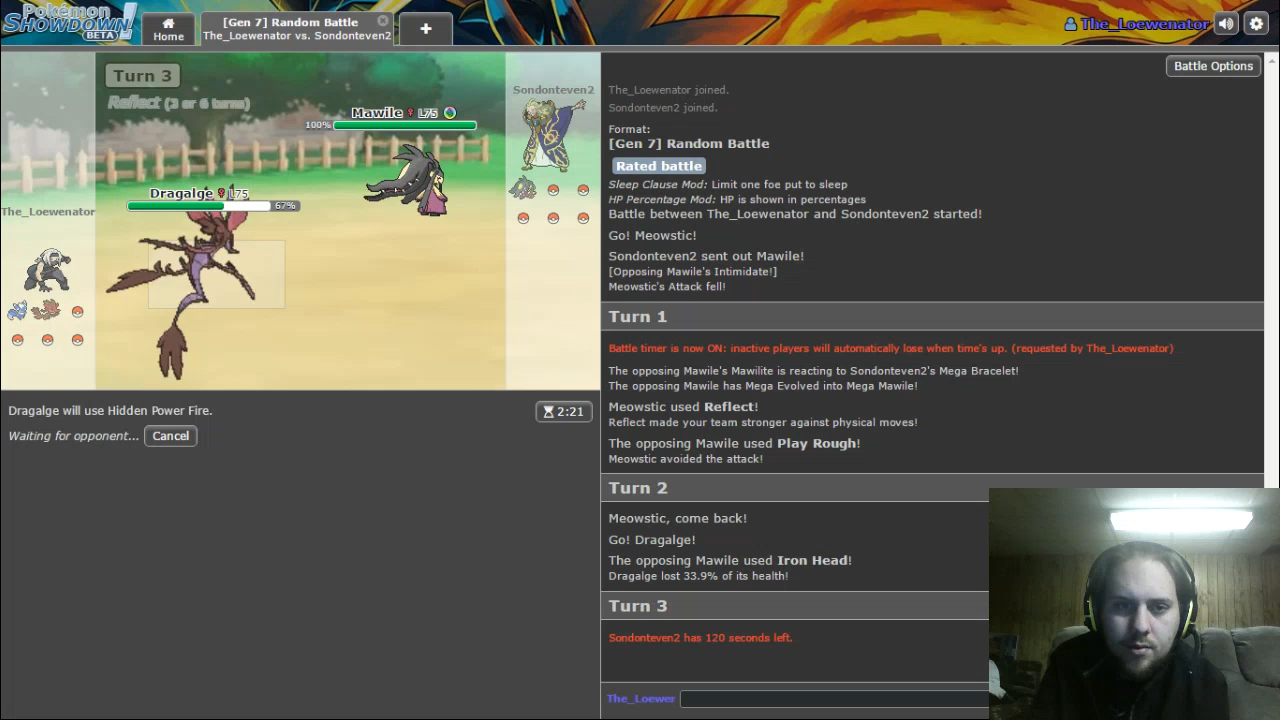 Pokémon
SHOWDOWN!
BETA
Home
[Gen 7] Random Battle
The_Loewenator vs. Sondonteven2
The_Loewenator
Turn 3
Reflect (3 or 6 turns)
Mawile L75
100%
Dragalge L75
67%
The_Loewenator
Sondonteven2
Dragalge will use Hidden Power Fire.
2:21
Waiting for opponent... Cancel
Battle Options
The_Loewenator joined.
Sondonteven2 joined.
Format:
[Gen 7] Random Battle
Rated battle
Sleep Clause Mod: Limit one foe put to sleep
HP Percentage Mod: HP is shown in percentages
Battle between The_Loewenator and Sondonteven2 started!
Go! Meowstic!
Sondonteven2 sent out Mawile!
[Opposing Mawile's Intimidate!]
Meowstic's Attack fell!
Turn 1
Battle timer is now ON: inactive players will automatically lose when time's up. (requested by The_Loewenator)
The opposing Mawile's Mawilite is reacting to Sondonteven2's Mega Bracelet!
The opposing Mawile has Mega Evolved into Mega Mawile!
Meowstic used Reflect!
Reflect made your team stronger against physical moves!
The opposing Mawile used Play Rough!
Meowstic avoided the attack!
Turn 2
Meowstic, come back!
Go! Dragalge!
The opposing Mawile used Iron Head!
Dragalge lost 33.9% of its health!
Turn 3
Sondonteven2 has 120 seconds left.
The_Loewer